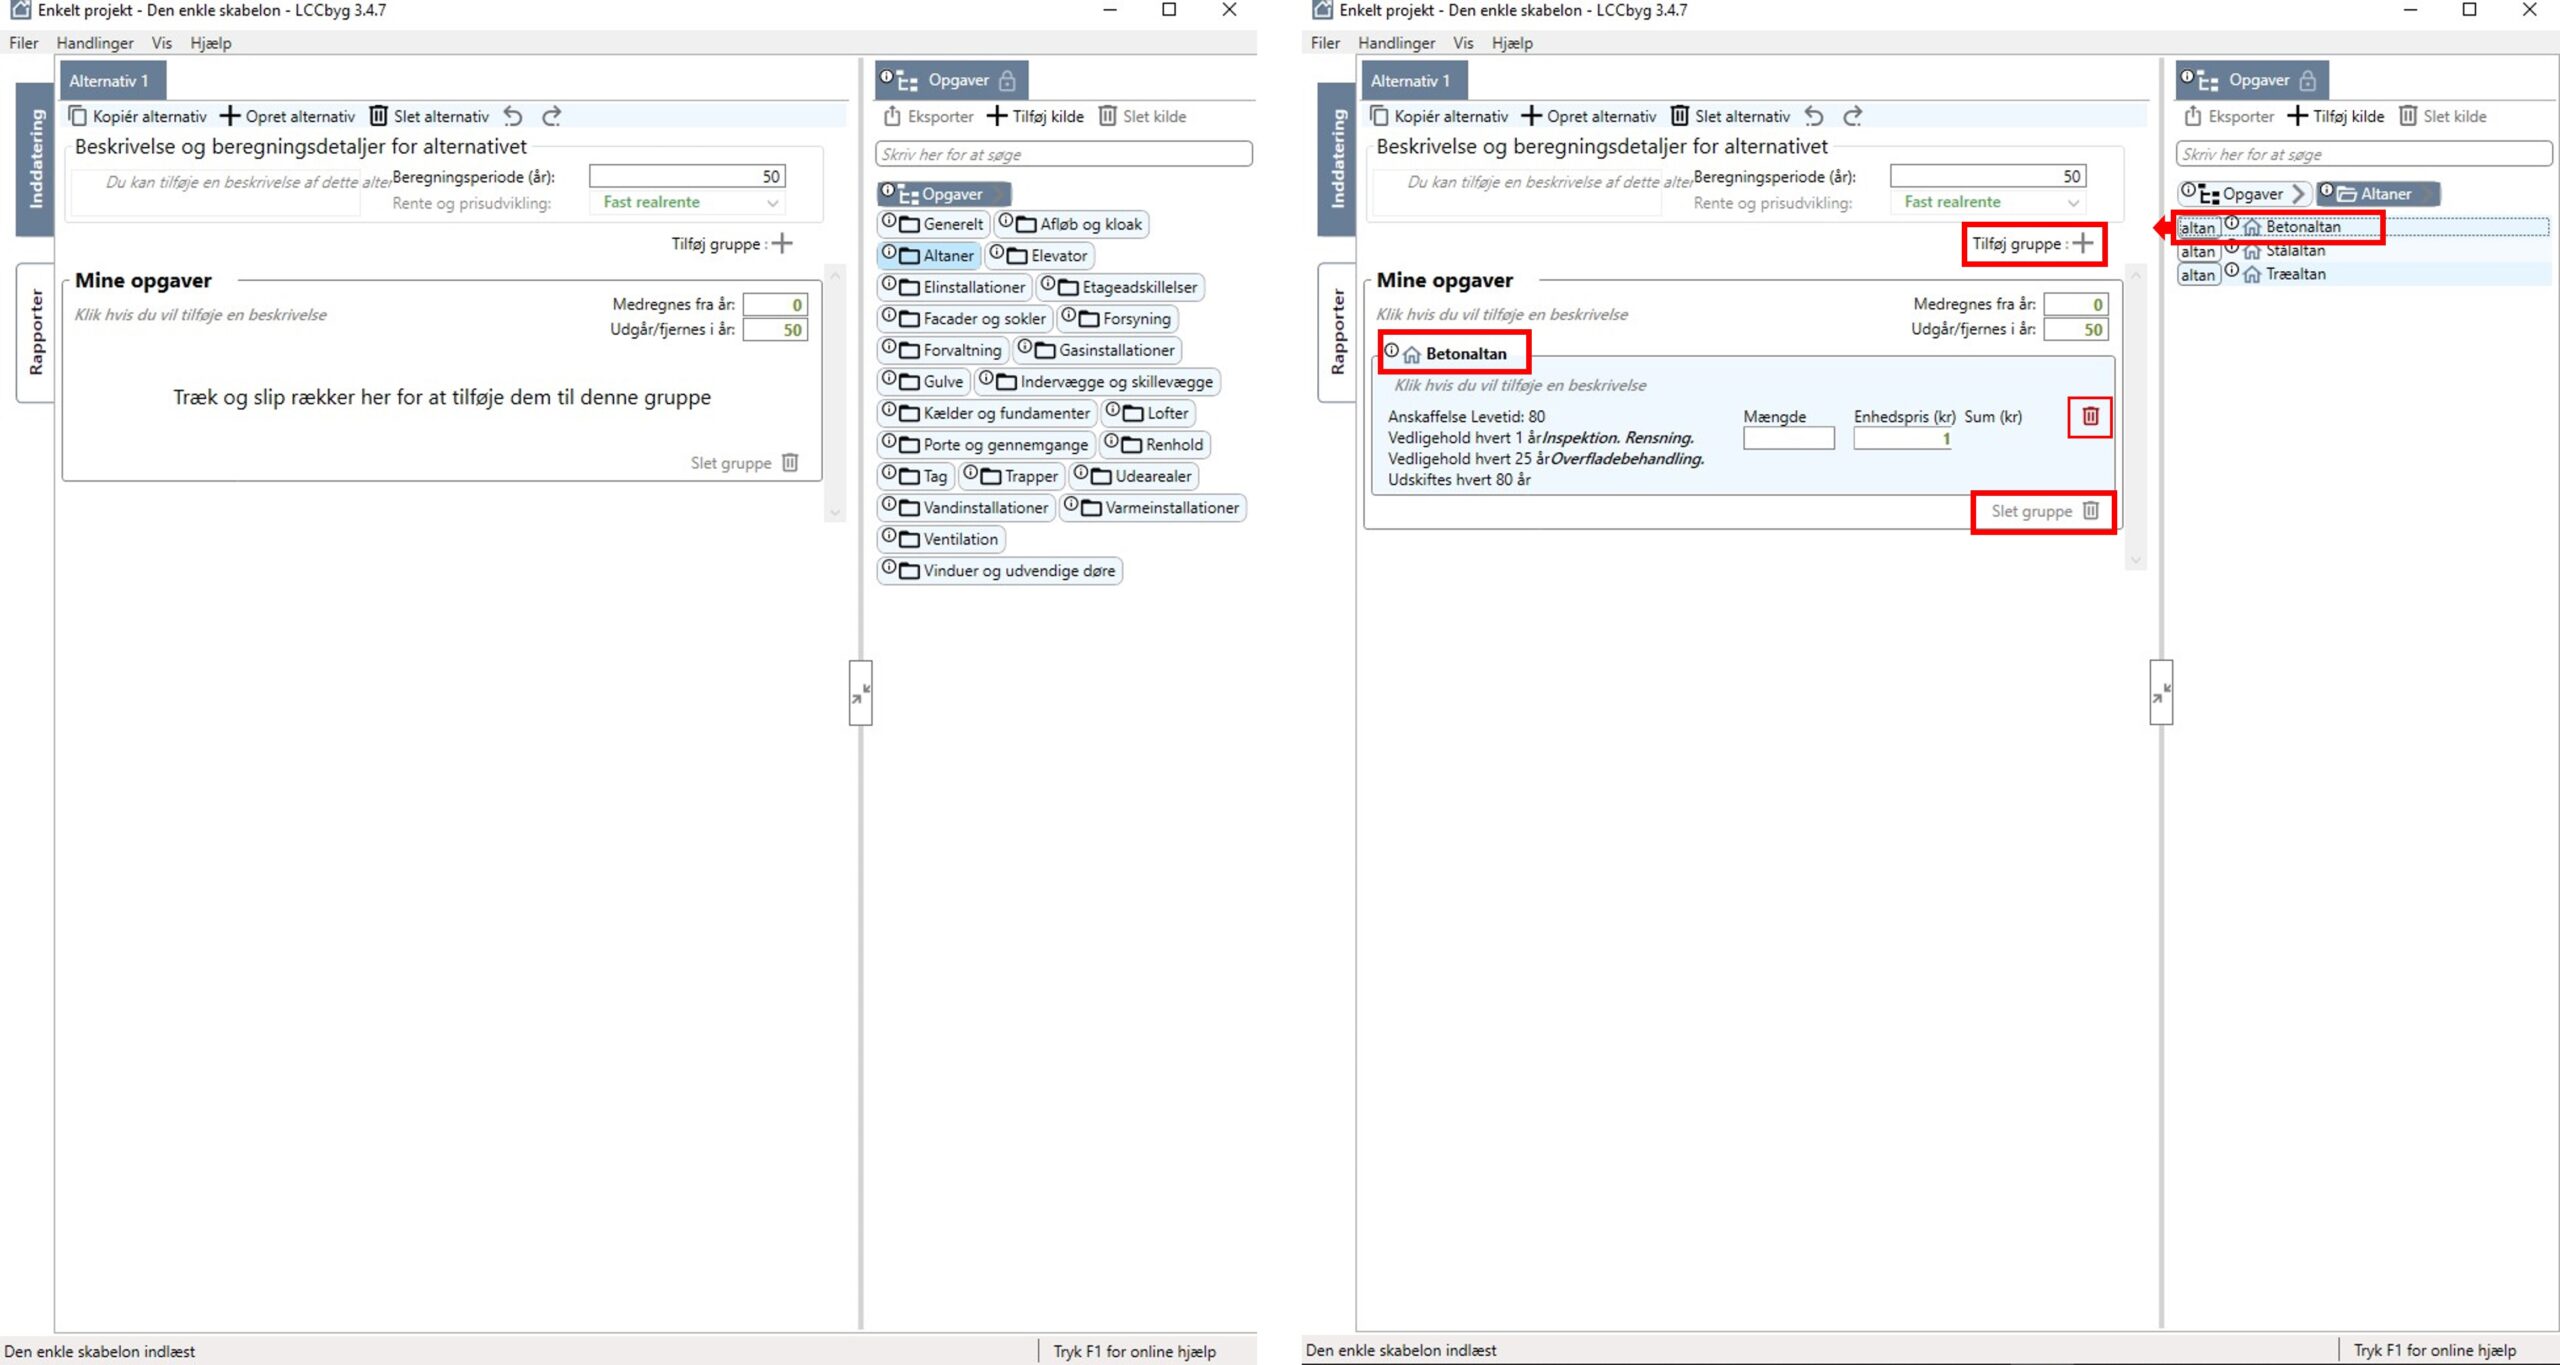 Enkelt projekt - Den enkle skabelon - LCCbyg 3.4.7
Filer Handlinger Vis Hjælp
Inddatering
Rapporter
Alternativ 1
Kopiér alternativ Opret alternativ Slet alternativ
Beskrivelse og beregningsdetaljer for alternativet
Du kan tilføje en beskrivelse af dette alter
Beregningsperiode (år): 50
Rente og prisudvikling: Fast realrente
Tilføj gruppe :
Mine opgaver
Klik hvis du vil tilføje en beskrivelse
Medregnes fra år: 0
Udgår/fjernes i år: 50
Træk og slip rækker her for at tilføje dem til denne gruppe
Slet gruppe
Opgaver
Eksporter Tilføj kilde Slet kilde
Skriv her for at søge
Opgaver
Generelt Afløb og kloak
Altaner Elevator
Elinstallationer Etageadskillelser
Facader og sokler Forsyning
Forvaltning Gasinstallationer
Gulve Indervægge og skillevægge
Kælder og fundamenter Lofter
Porte og gennemgange Renhold
Tag Trapper Udearealer
Vandinstallationer Varmeinstallationer
Ventilation
Vinduer og udvendige døre
Den enkle skabelon indlæst
Tryk F1 for online hjælp
Enkelt projekt - Den enkle skabelon - LCCbyg 3.4.7
Filer Handlinger Vis Hjælp
Inddatering
Rapporter
Alternativ 1
Kopiér alternativ Opret alternativ Slet alternativ
Beskrivelse og beregningsdetaljer for alternativet
Du kan tilføje en beskrivelse af dette alter
Beregningsperiode (år): 50
Rente og prisudvikling: Fast realrente
Tilføj gruppe :
Mine opgaver
Klik hvis du vil tilføje en beskrivelse
Medregnes fra år: 0
Udgår/fjernes i år: 50
Betonaltan
Klik hvis du vil tilføje en beskrivelse
Anskaffelse Levetid: 80 Mængde Enhedspris (kr) Sum (kr)
Vedligehold hvert 1 år Inspektion. Rensning. 1
Vedligehold hvert 25 år Overfladebehandling.
Udskiftes hvert 80 år
Slet gruppe
Opgaver
Eksporter Tilføj kilde Slet kilde
Skriv her for at søge
Opgaver Altaner
altan Betonaltan
altan Stålaltan
altan Træaltan
Den enkle skabelon indlæst
Tryk F1 for online hjælp